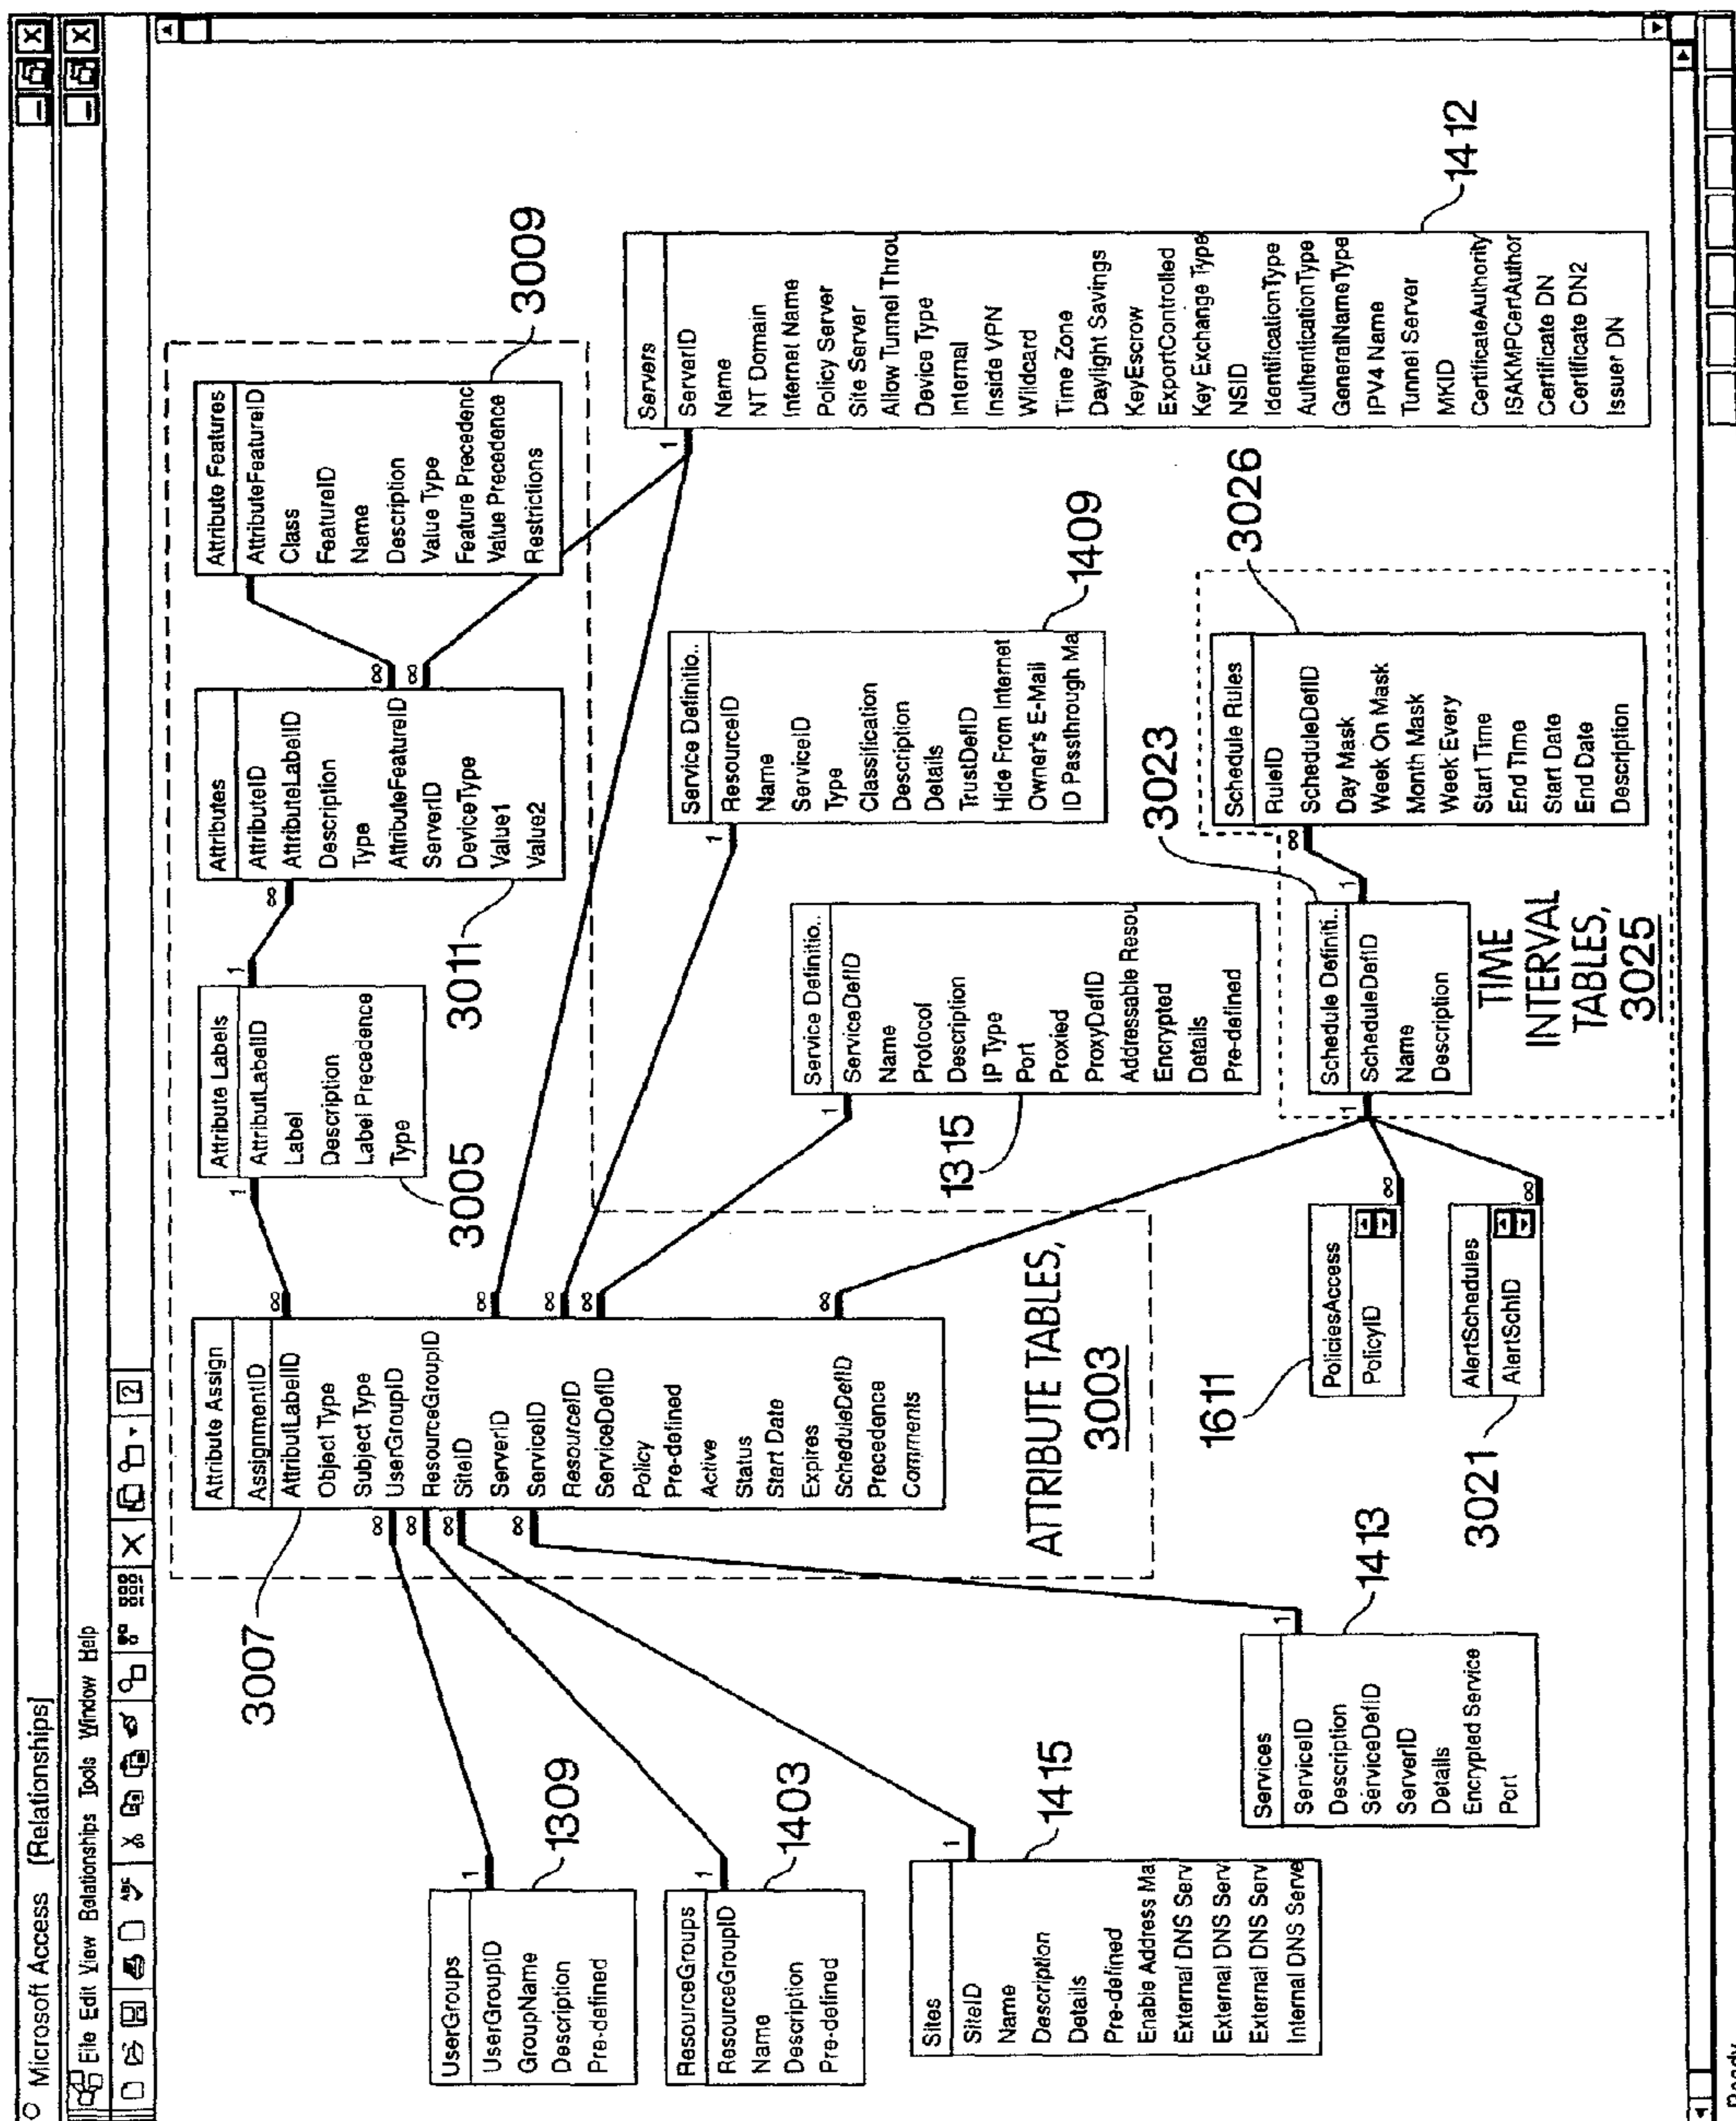 Microsoft Access [Relationships]
File Edit View Relationships Tools Window Help
Attribute Assign
AssignmentID
AttributLabelID
Object Type
Subject Type
UserGroupID
ResourceGroupID
SiteID
ServerID
ServiceID
ResourceID
ServiceDefID
Policy
Pre-defined
Active
Status
Start Date
Expires
ScheduleDefID
Precedence
Comments
3007
ATTRIBUTE TABLES,
3003
Attribute Labels
AttributLabelID
Label
Description
Label Precedence
Type
3005
Attributes
AttributeID
AttributeLabelID
Description
Type
AttributeFeatureID
ServerID
DeviceType
Value1
Value2
3011
Attribute Features
AttributeFeatureID
Class
FeatureID
Name
Description
Value Type
Feature Precedenc
Value Precedence
Restrictions
3009
UserGroups
UserGroupID
GroupName
Description
Pre-defined
1309
ResourceGroups
ResourceGroupID
Name
Description
Pre-defined
1403
Sites
SiteID
Name
Description
Details
Pre-defined
Enable Address Ma
External DNS Serv
External DNS Serv
External DNS Serv
Internal DNS Serve
1415
Services
ServiceID
Description
ServiceDefID
ServerID
Details
Encrypted Service
Port
1413
PoliciesAccess
PolicyID
1611
AlertSchedules
AlertSchID
3021
Service Definitio..
ServiceDefID
Name
Protocol
Description
IP Type
Port
Proxied
ProxyDefID
Addressable Resou
Encrypted
Details
Pre-defined
1315
Service Definitio..
ResourceID
Name
ServiceID
Type
Classification
Description
Details
TrustDefID
Hide From Internet
Owner's E-Mail
ID Passthrough Ma
1409
Schedule Definiti..
ScheduleDefID
Name
Description
3023
TIME
INTERVAL
TABLES,
3025
Schedule Rules
RuleID
ScheduleDefID
Day Mask
Week On Mask
Month Mask
Week Every
Start Time
End Time
Start Date
End Date
Description
3026
Servers
ServerID
Name
NT Domain
Internet Name
Policy Server
Site Server
Allow Tunnel Throu
Device Type
Internal
Inside VPN
Wildcard
Time Zone
Daylight Savings
KeyEscrow
ExportControlled
Key Exchange Type
NSID
IdentificationType
AuthenticationType
GeneralNameType
IPV4 Name
Tunnel Server
MKID
CertificateAuthority
ISAKMPCertAuthor
Certificate DN
Certificate DN2
Issuer DN
1412
Ready